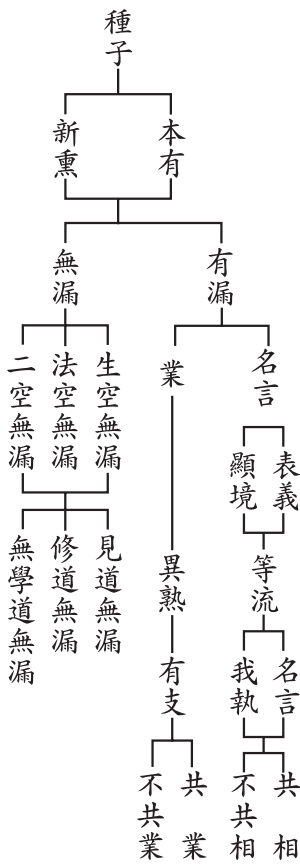 種子
本有
新熏
有漏
無漏
名言
業
生空無漏
法空無漏
二空無漏
表義
顯境
見道無漏
修道無漏
無學道無漏
等流
異熟
名言
我執
有支
共相
不共相
共業
不共業